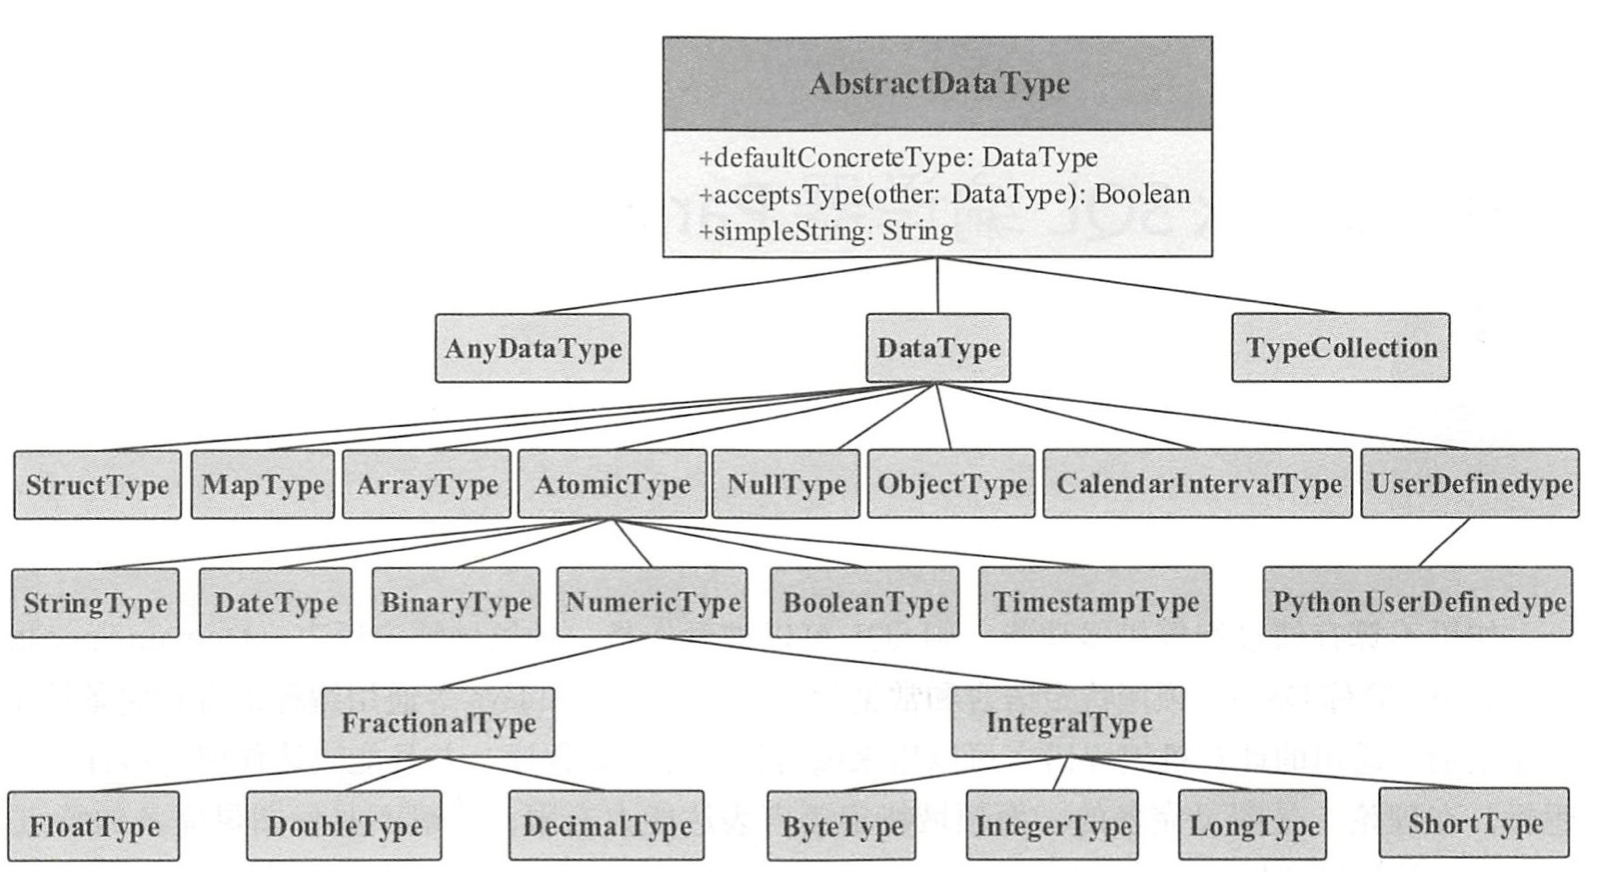 AbstractDataType
+defaultConcreteType: DataType
+acceptsType(other: DataType): Boolean
+simpleString: String
AnyDataType
DataType
TypeCollection
StructType
MapType
ArrayType
AtomicType
NullType
ObjectType
CalendarIntervalType
UserDefinedype
StringType
DateType
BinaryType
NumericType
BooleanType
TimestampType
PythonUserDefinedype
FractionalType
IntegralType
FloatType
DoubleType
DecimalType
ByteType
IntegerType
LongType
ShortType